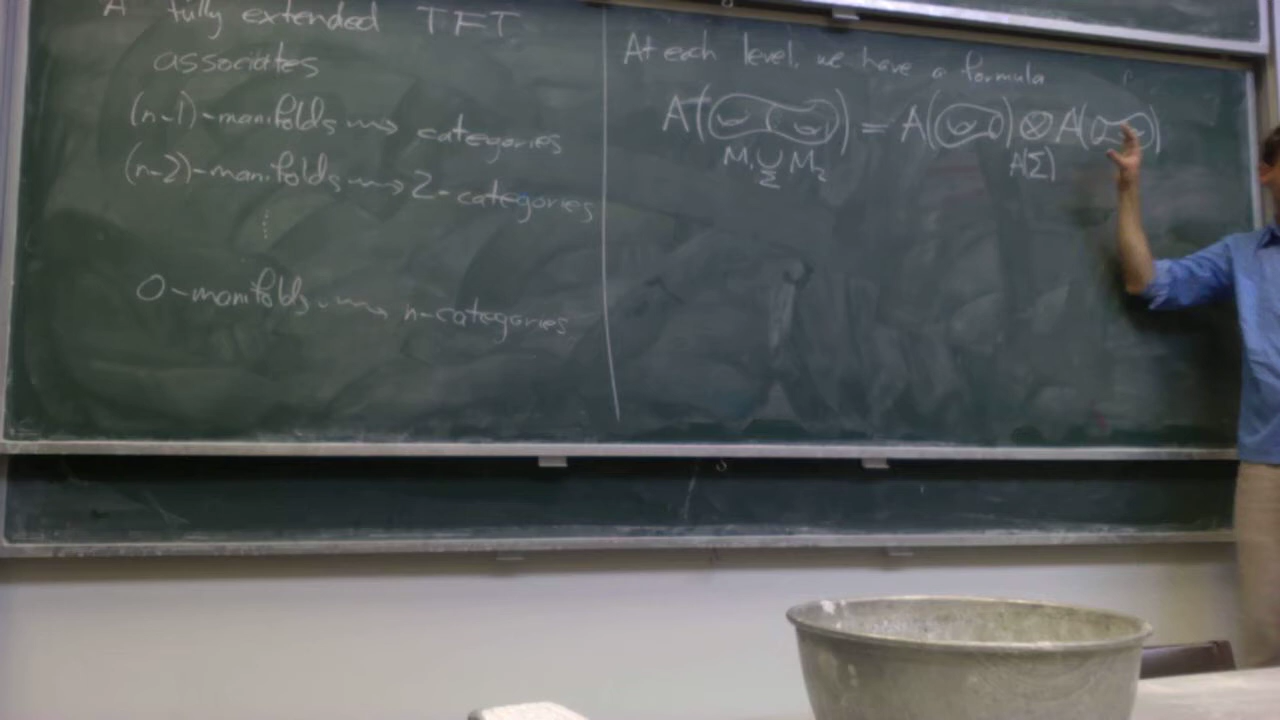 A fully extended TFT
associates
(n-1)-manifolds ⇝ categories
(n-2)-manifolds ⇝ 2-categories
⋮
0-manifolds ⇝ n-categories
At each level, we have a formula
A( ) = A( ) ⊗ A( )
M₁ ∪ M₂ A(Σ)
Σ